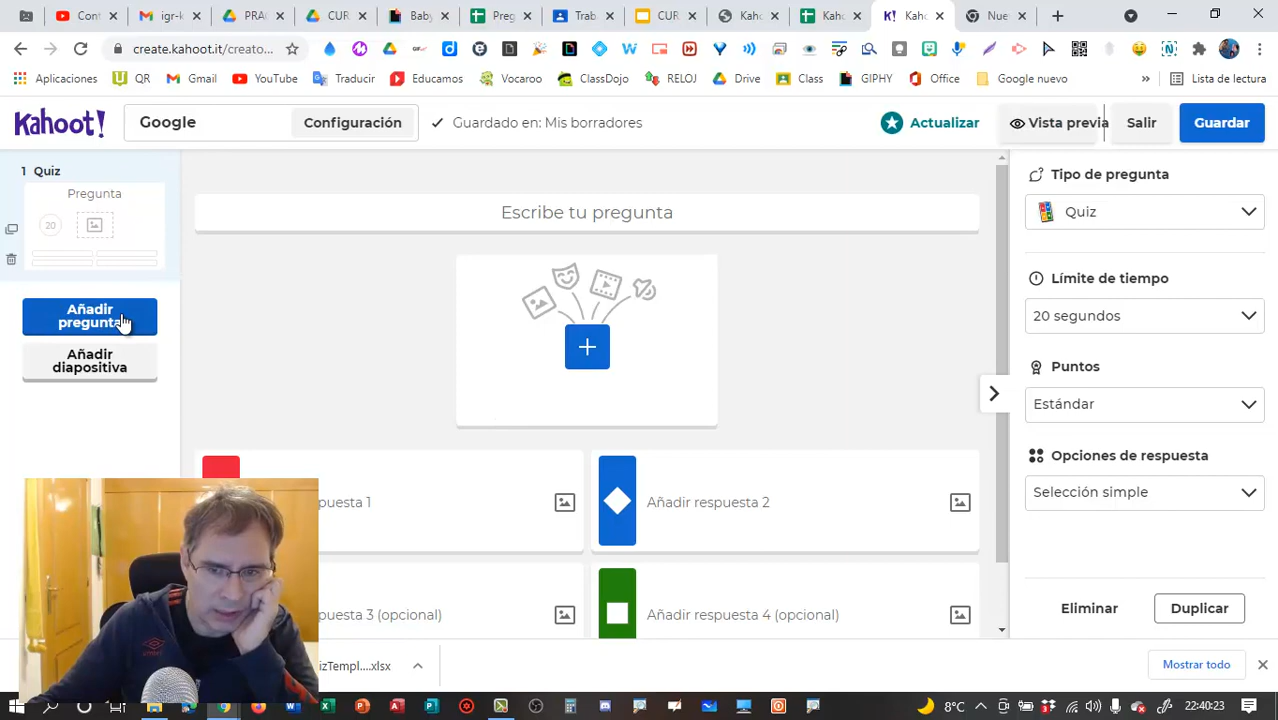 Cont
igr-k
PRAC
CUR
Baby
Preg
Trab
CUR
Kaho
Kaho
K! Kaho
Nue
create.kahoot.it/creato...
Aplicaciones
QR
Gmail
YouTube
Traducir
Educamos
Vocaroo
ClassDojo
RELOJ
Drive
Class
GIPHY
Office
Google nuevo
»
Lista de lectura
Kahoot!
Google
Configuración
Guardado en: Mis borradores
Actualizar
Vista previa
Salir
Guardar
1 Quiz
Pregunta
20
Añadir
pregunta
Añadir
diapositiva
Escribe tu pregunta
puesta 1
Añadir respuesta 2
puesta 3 (opcional)
Añadir respuesta 4 (opcional)
Tipo de pregunta
Quiz
Límite de tiempo
20 segundos
Puntos
Estándar
Opciones de respuesta
Selección simple
Eliminar
Duplicar
izTempl....xlsx
Mostrar todo
8°C
22:40:23